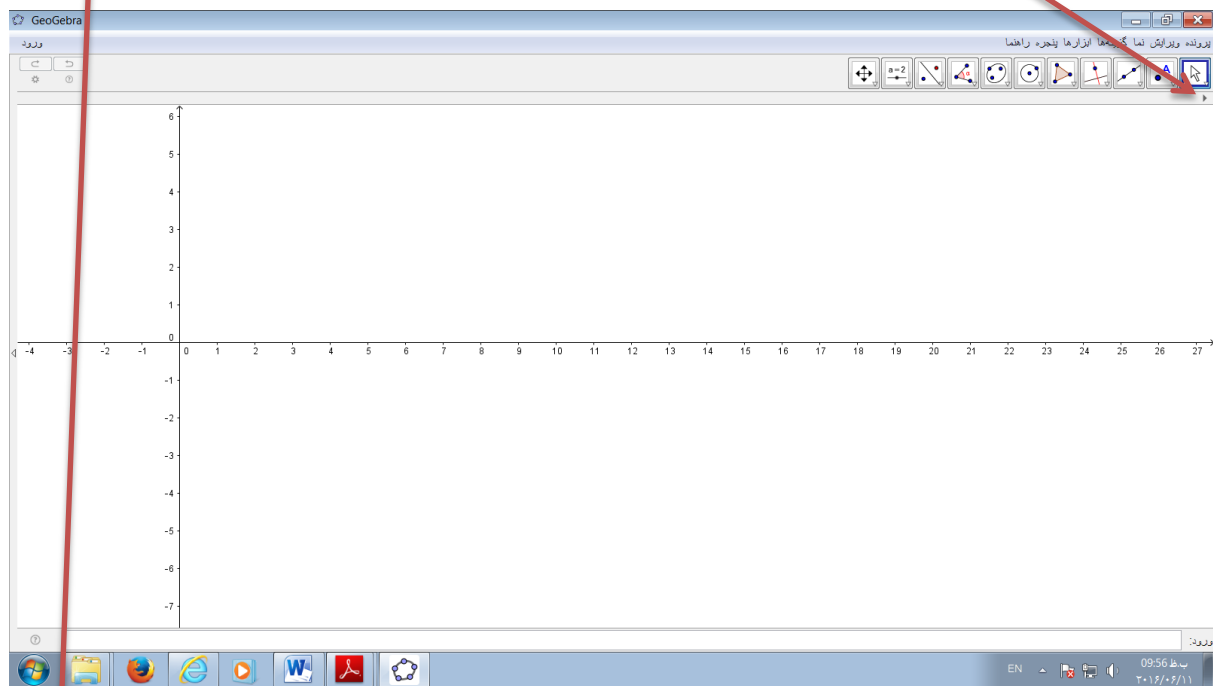 GeoGebra
پرونده ویرایش نما گزینه‌ها ابزارها پنجره راهنما
ورود
a=2
α
A
6
5
4
3
2
1
0
-4 -3 -2 -1 0 1 2 3 4 5 6 7 8 9 10 11 12 13 14 15 16 17 18 19 20 21 22 23 24 25 26 27
-1
-2
-3
-4
-5
-6
-7
ورود:
EN
09:56 ب.ظ
۲۰۱۶/۰۶/۱۱